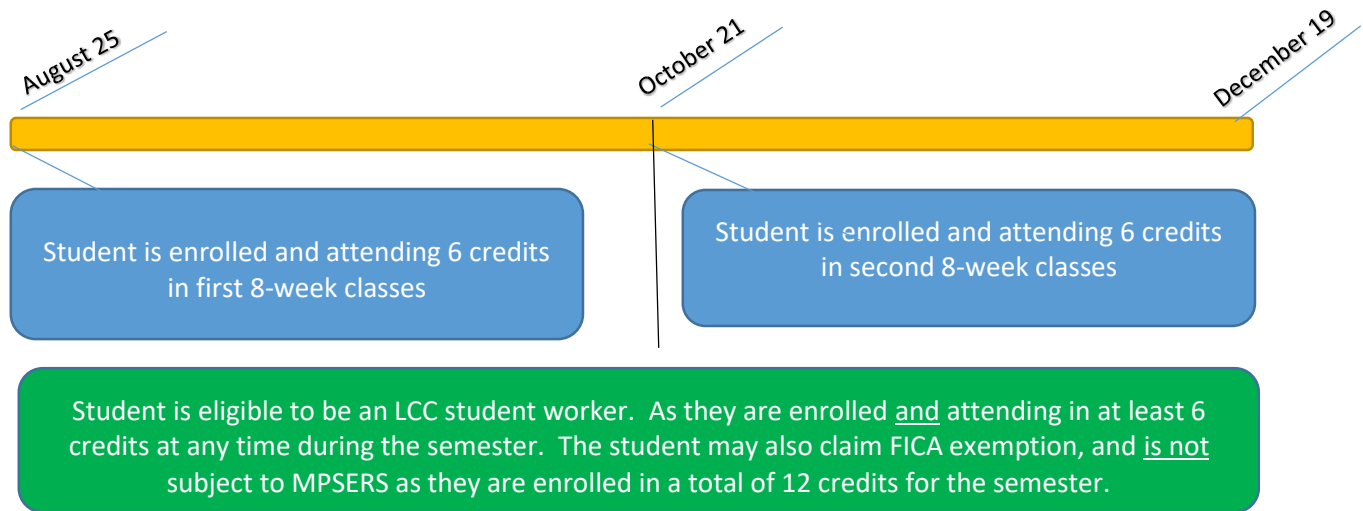 August 25
October 21
December 19
Student is enrolled and attending 6 credits
in first 8-week classes
Student is enrolled and attending 6 credits
in second 8-week classes
Student is eligible to be an LCC student worker.  As they are enrolled and attending in at least 6
credits at any time during the semester.  The student may also claim FICA exemption, and is not
subject to MPSERS as they are enrolled in a total of 12 credits for the semester.